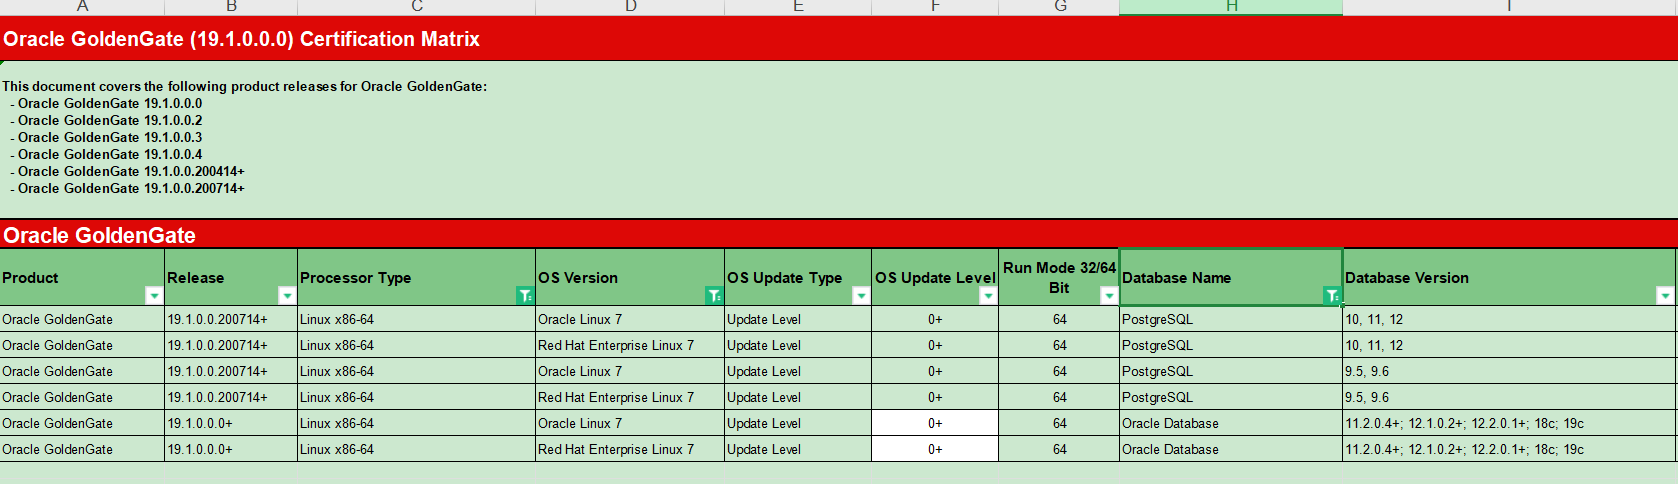 A B C D E F G H I
Oracle GoldenGate (19.1.0.0.0) Certification Matrix
This document covers the following product releases for Oracle GoldenGate:
- Oracle GoldenGate 19.1.0.0.0
- Oracle GoldenGate 19.1.0.0.2
- Oracle GoldenGate 19.1.0.0.3
- Oracle GoldenGate 19.1.0.0.4
- Oracle GoldenGate 19.1.0.0.200414+
- Oracle GoldenGate 19.1.0.0.200714+
Oracle GoldenGate
Product Release Processor Type OS Version OS Update Type OS Update Level Run Mode 32/64 Bit Database Name Database Version
Oracle GoldenGate 19.1.0.0.200714+ Linux x86-64 Oracle Linux 7 Update Level 0+ 64 PostgreSQL 10, 11, 12
Oracle GoldenGate 19.1.0.0.200714+ Linux x86-64 Red Hat Enterprise Linux 7 Update Level 0+ 64 PostgreSQL 10, 11, 12
Oracle GoldenGate 19.1.0.0.200714+ Linux x86-64 Oracle Linux 7 Update Level 0+ 64 PostgreSQL 9.5, 9.6
Oracle GoldenGate 19.1.0.0.200714+ Linux x86-64 Red Hat Enterprise Linux 7 Update Level 0+ 64 PostgreSQL 9.5, 9.6
Oracle GoldenGate 19.1.0.0.0+ Linux x86-64 Oracle Linux 7 Update Level 0+ 64 Oracle Database 11.2.0.4+; 12.1.0.2+; 12.2.0.1+; 18c; 19c
Oracle GoldenGate 19.1.0.0.0+ Linux x86-64 Red Hat Enterprise Linux 7 Update Level 0+ 64 Oracle Database 11.2.0.4+; 12.1.0.2+; 12.2.0.1+; 18c; 19c